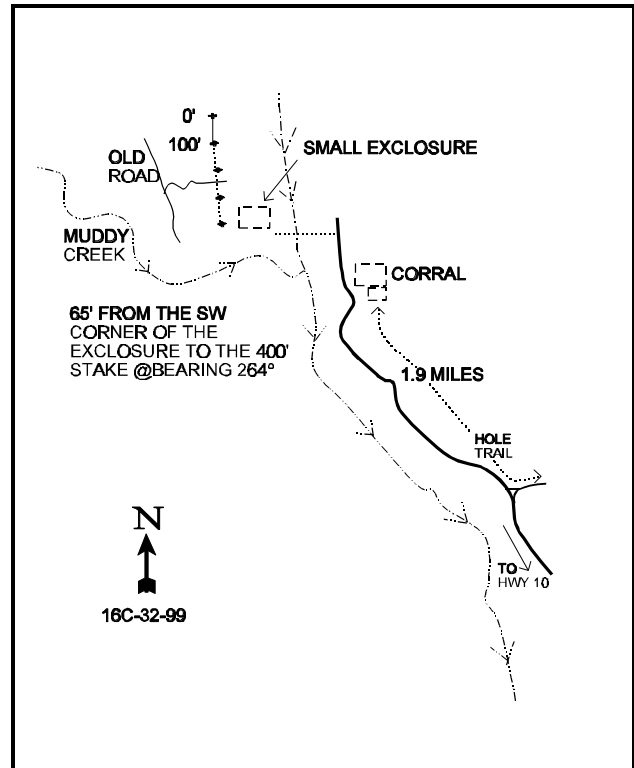 0'
100'
SMALL EXCLOSURE
OLD
ROAD
MUDDY
CREEK
CORRAL
65' FROM THE SW
CORNER OF THE
EXCLOSURE TO THE 400'
STAKE @BEARING 264°
1.9 MILES
HOLE
TRAIL
N
TO
HWY 10
16C-32-99